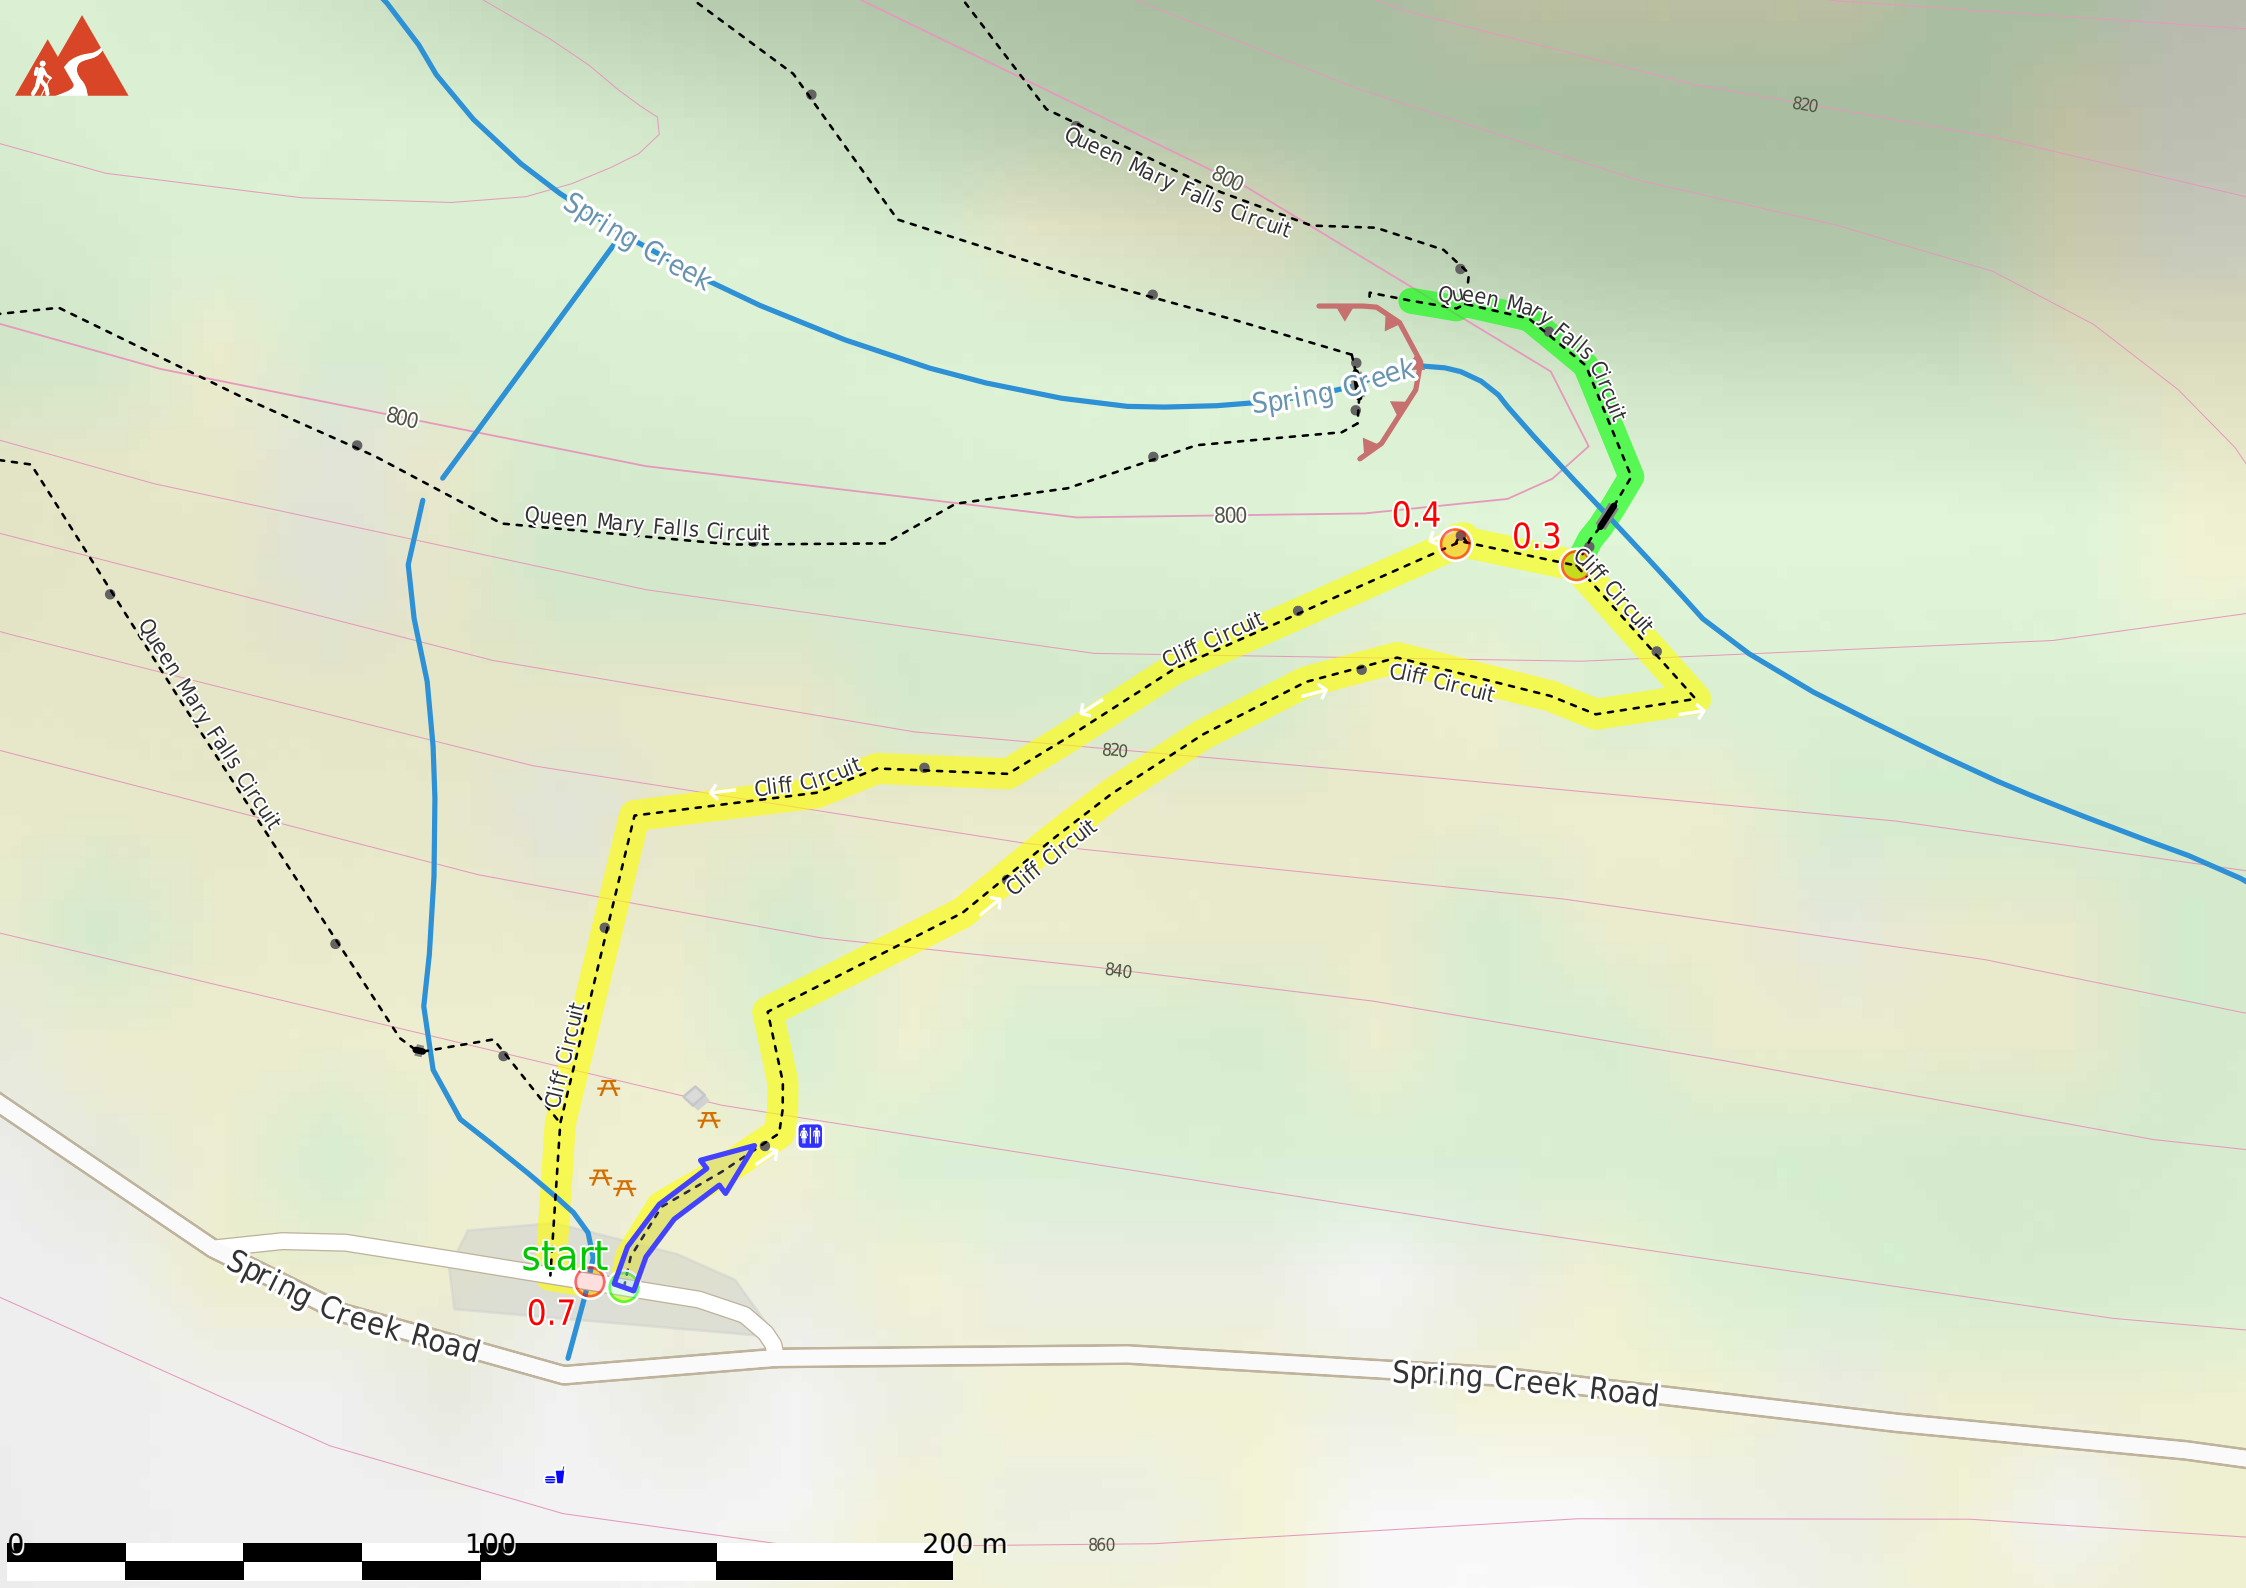 820
Queen Mary Falls Circuit
800
Spring Creek
Queen Mary Falls Circuit
Spring Creek
800
Queen Mary Falls Circuit
800
0.4
0.3
Cliff Circuit
Cliff Circuit
Queen Mary Falls Circuit
Cliff Circuit
820
Cliff Circuit
Cliff Circuit
840
Cliff Circuit
start
0.7
Spring Creek Road
Spring Creek Road
0 100 200 m
860